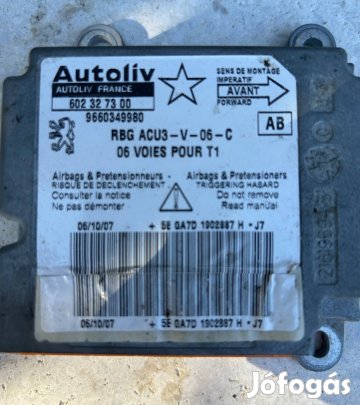 Autoliv
AUTOLIV FRANCE
602 32 73 00
9660349980
SENS DE MONTAGE
IMPERATIF
AVANT
FORWARD
AB
RBG ACU3-V-06-C
06 VOIES POUR T1
Airbags & Pretensionneurs
RISQUE DE DECLENCHEMENT
Consulter la notice
Ne pas démonter
Airbags & Pretensioners
TRIGGERING HASARD
Do not remove
Read manual
06/10/07 + 5E GA7D 1902887 H - J7
06/10/07 + 5E GA7D 1902887 H - J7
Jófogás